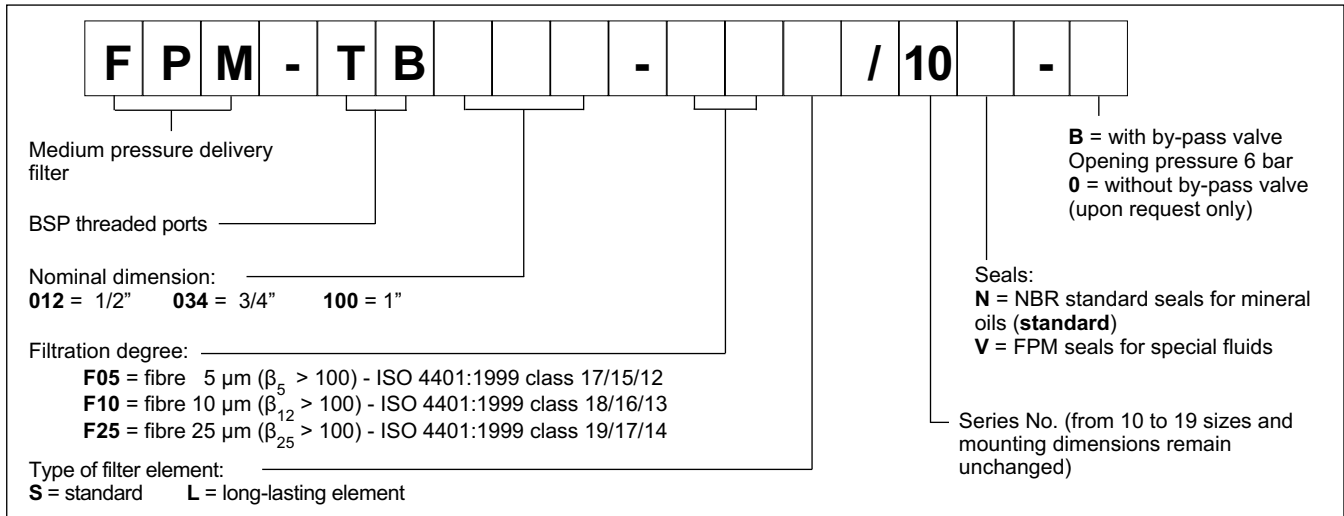 F P M - T B - / 10 -
Medium pressure delivery
filter
BSP threaded ports
Nominal dimension:
012 = 1/2” 034 = 3/4” 100 = 1”
Filtration degree:
F05 = fibre 5 µm (β5 > 100) - ISO 4401:1999 class 17/15/12
F10 = fibre 10 µm (β12 > 100) - ISO 4401:1999 class 18/16/13
F25 = fibre 25 µm (β25 > 100) - ISO 4401:1999 class 19/17/14
Type of filter element:
S = standard L = long-lasting element
B = with by-pass valve
Opening pressure 6 bar
0 = without by-pass valve
(upon request only)
Seals:
N = NBR standard seals for mineral
oils (standard)
V = FPM seals for special fluids
Series No. (from 10 to 19 sizes and
mounting dimensions remain
unchanged)